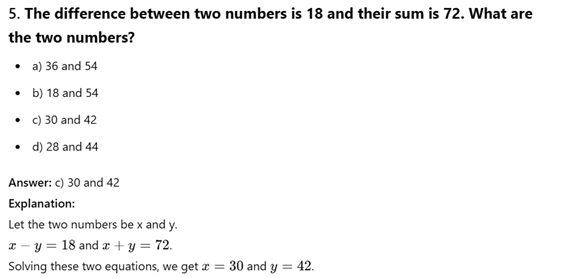 5. The difference between two numbers is 18 and their sum is 72. What are
the two numbers?
• a) 36 and 54
• b) 18 and 54
• c) 30 and 42
• d) 28 and 44
Answer: c) 30 and 42
Explanation:
Let the two numbers be x and y.
x − y = 18 and x + y = 72.
Solving these two equations, we get x = 30 and y = 42.